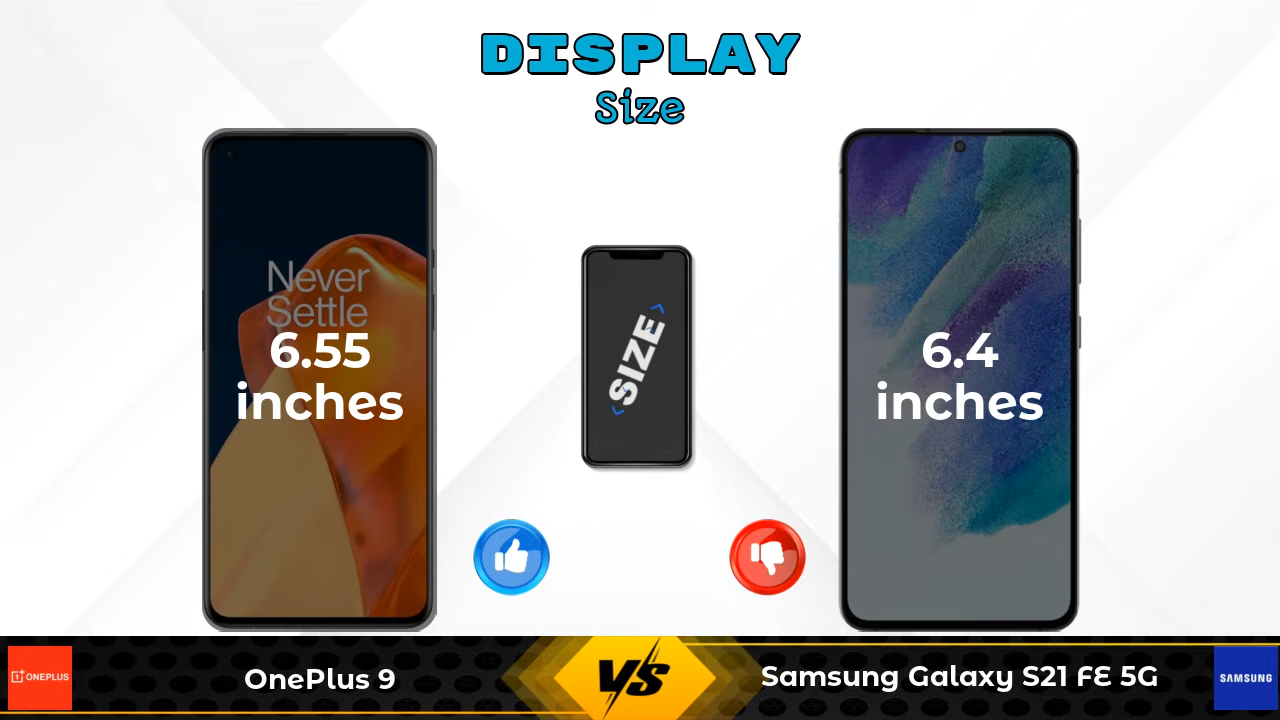 DISPLAY
Size
Never
Settle
6.55
inches
SIZE
6.4
inches
ONEPLUS
OnePlus 9
VS
Samsung Galaxy S21 FE 5G
SAMSUNG